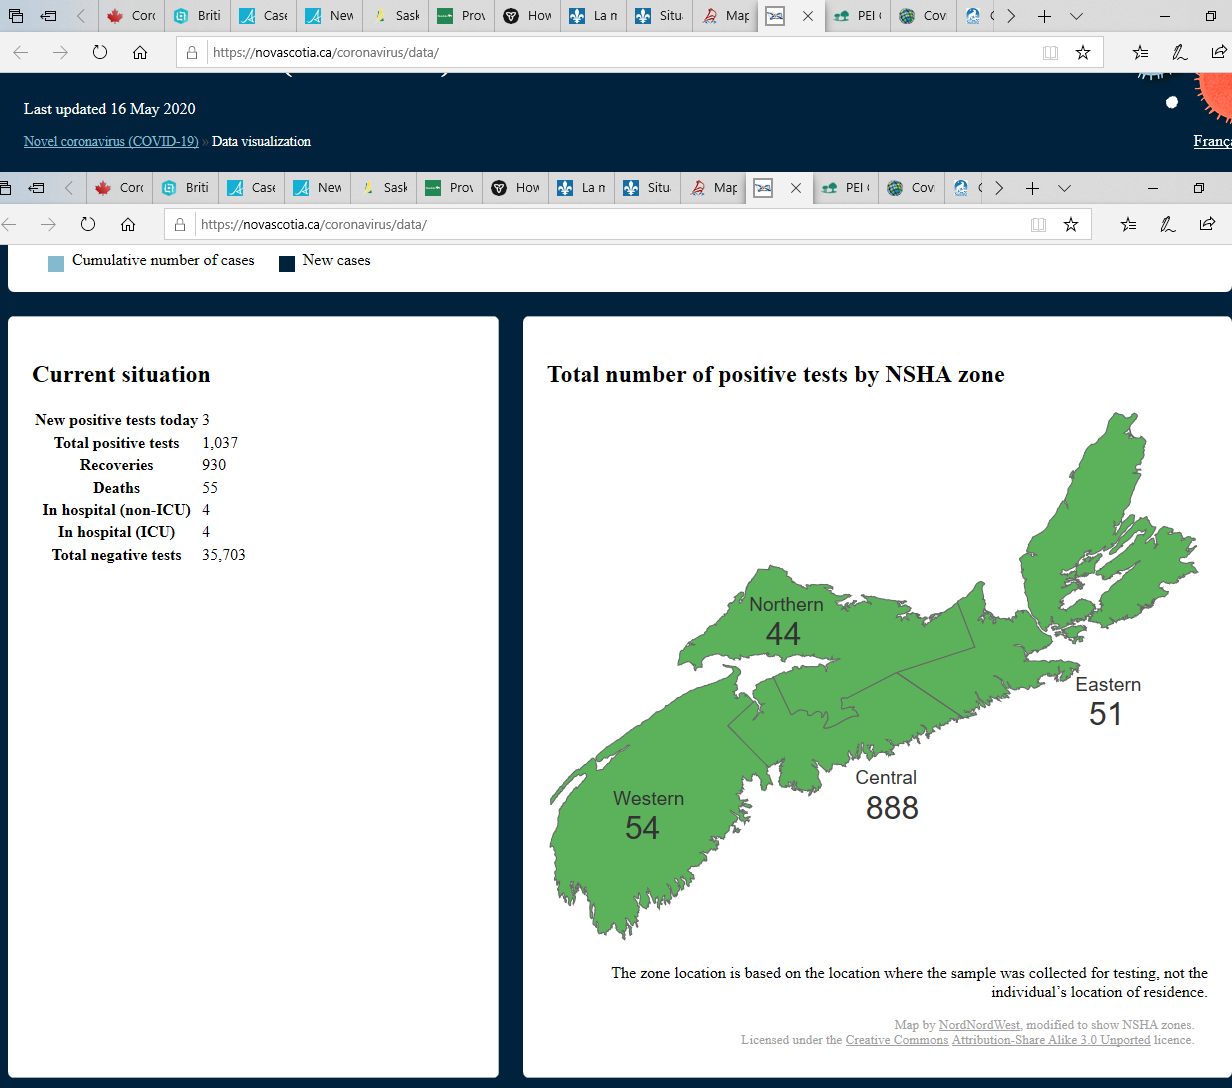 Corc
Briti
Case
New
Sask
Prov
How
La n
Situ
Map
PEI
Cov
https://novascotia.ca/coronavirus/data/
Last updated 16 May 2020
Novel coronavirus (COVID-19) » Data visualization
França
Corc
Briti
Case
New
Sask
Prov
How
La n
Situ
Map
PEI
Cov
https://novascotia.ca/coronavirus/data/
Cumulative number of cases New cases
Current situation
New positive tests today 3
Total positive tests 1,037
Recoveries 930
Deaths 55
In hospital (non-ICU) 4
In hospital (ICU) 4
Total negative tests 35,703
Total number of positive tests by NSHA zone
Northern
44
Eastern
51
Central
888
Western
54
The zone location is based on the location where the sample was collected for testing, not the
individual’s location of residence.
Map by NordNordWest, modified to show NSHA zones.
Licensed under the Creative Commons Attribution-Share Alike 3.0 Unported licence.